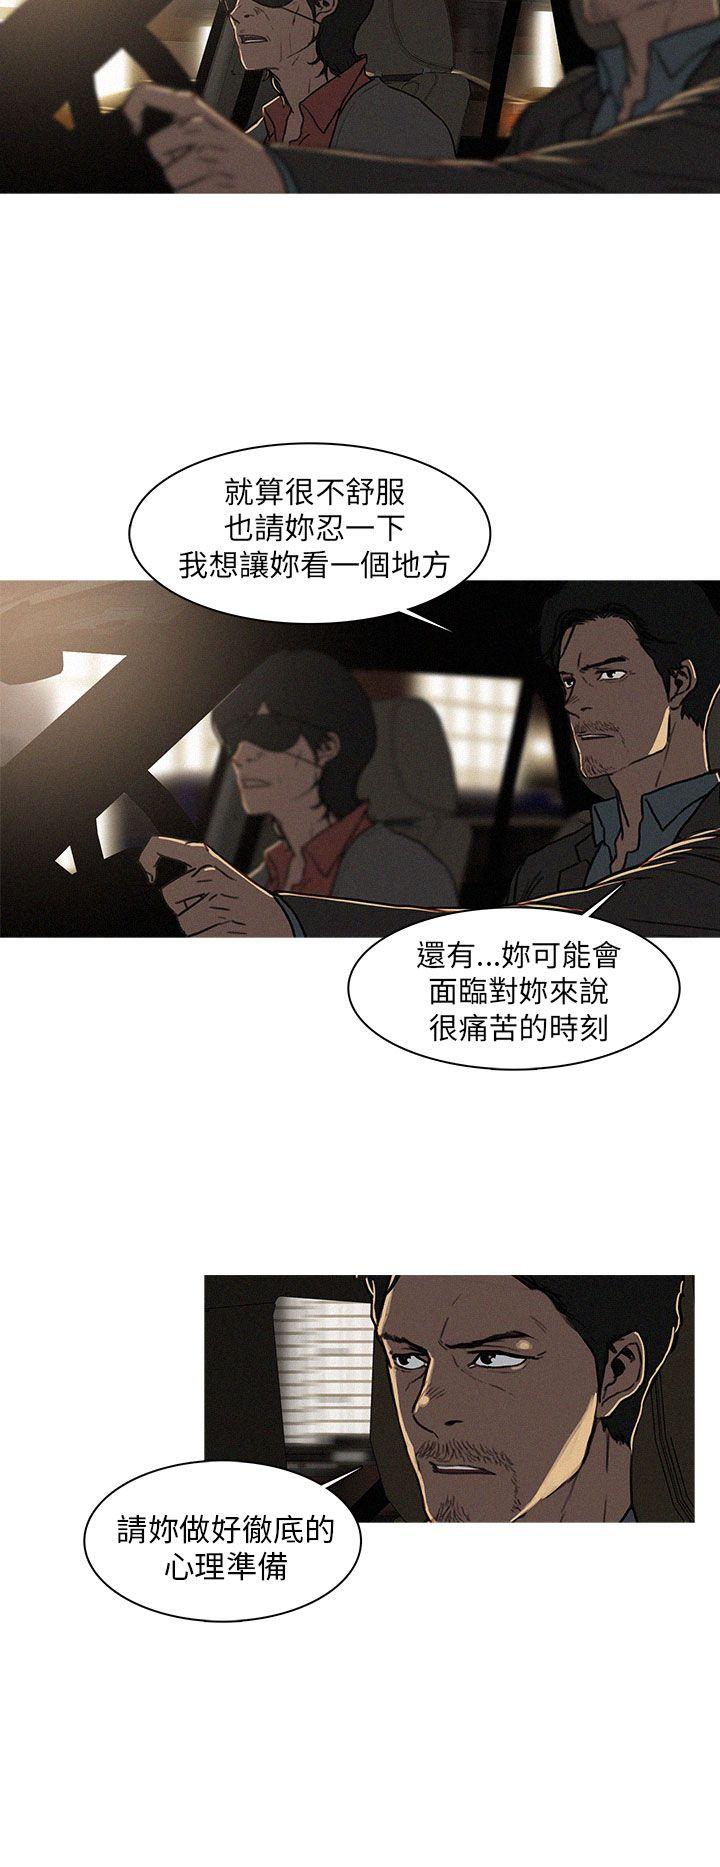 就算很不舒服
也請妳忍一下
我想讓妳看一個地方
還有…妳可能會
面臨對妳來說
很痛苦的時刻
請妳做好徹底的
心理準備